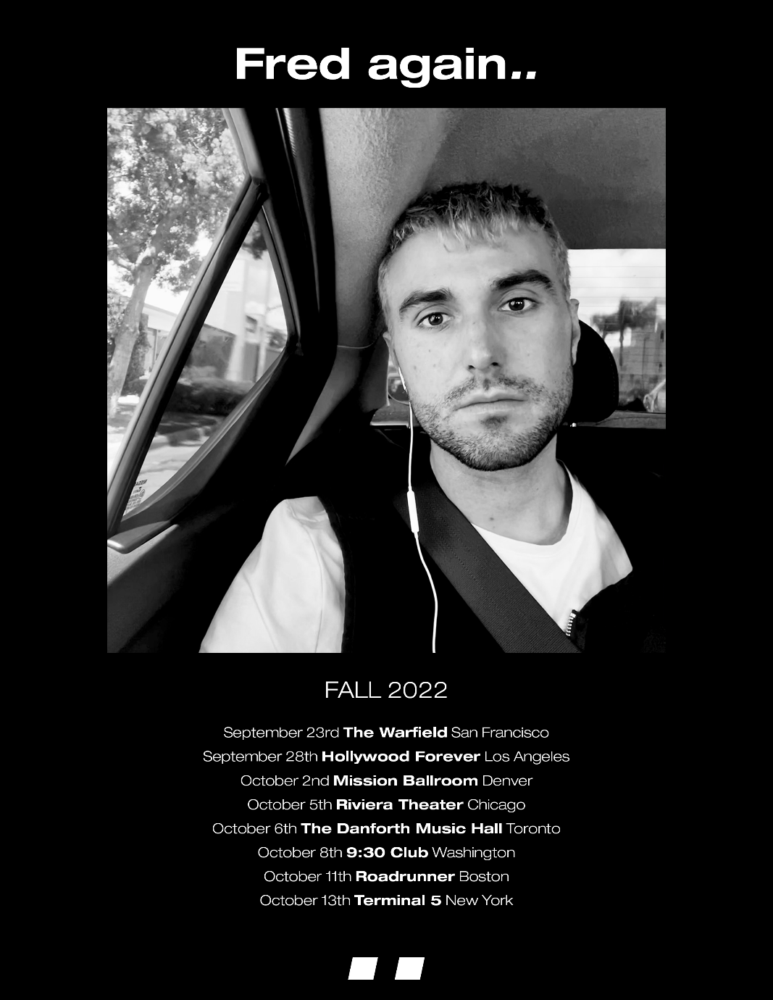 Fred again..
FALL 2022
September 23rd The Warfield San Francisco
September 28th Hollywood Forever Los Angeles
October 2nd Mission Ballroom Denver
October 5th Riviera Theater Chicago
October 6th The Danforth Music Hall Toronto
October 8th 9:30 Club Washington
October 11th Roadrunner Boston
October 13th Terminal 5 New York